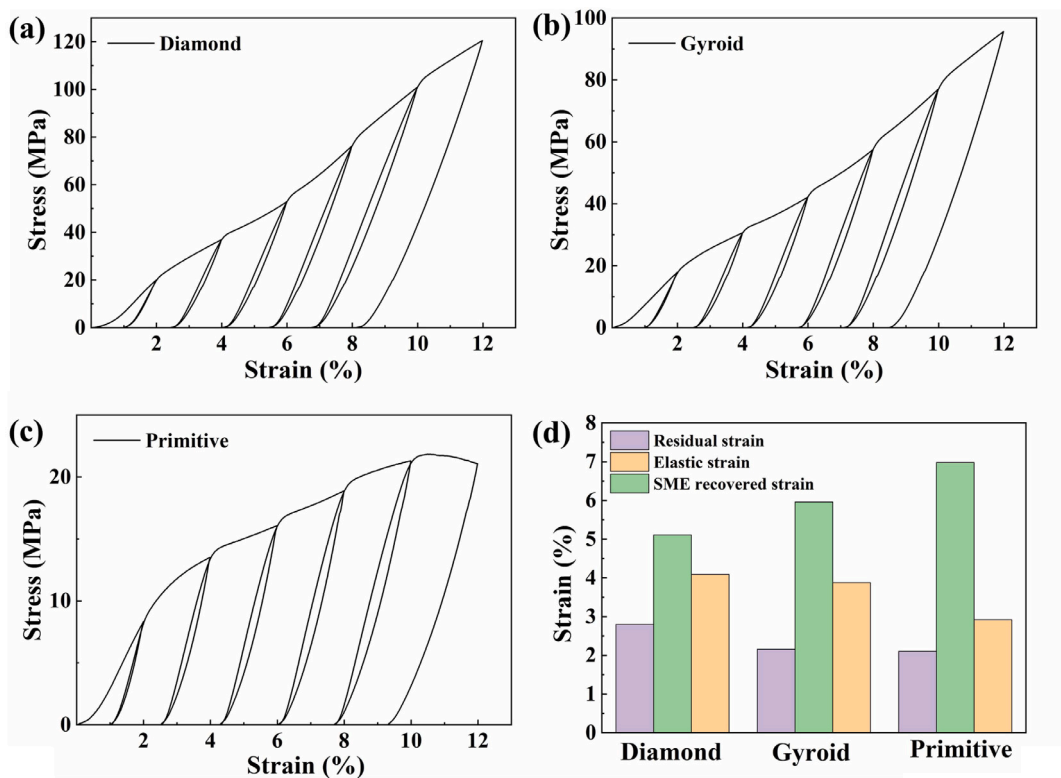 (a)
Diamond
120
100
80
60
40
20
0
Stress (MPa)
2 4 6 8 10 12
Strain (%)
(b)
Gyroid
100
80
60
40
20
0
Stress (MPa)
2 4 6 8 10 12
Strain (%)
(c)
Primitive
20
10
0
Stress (MPa)
2 4 6 8 10 12
Strain (%)
(d)
Residual strain
Elastic strain
SME recovered strain
8
7
6
5
4
3
2
1
0
Strain (%)
Diamond Gyroid Primitive